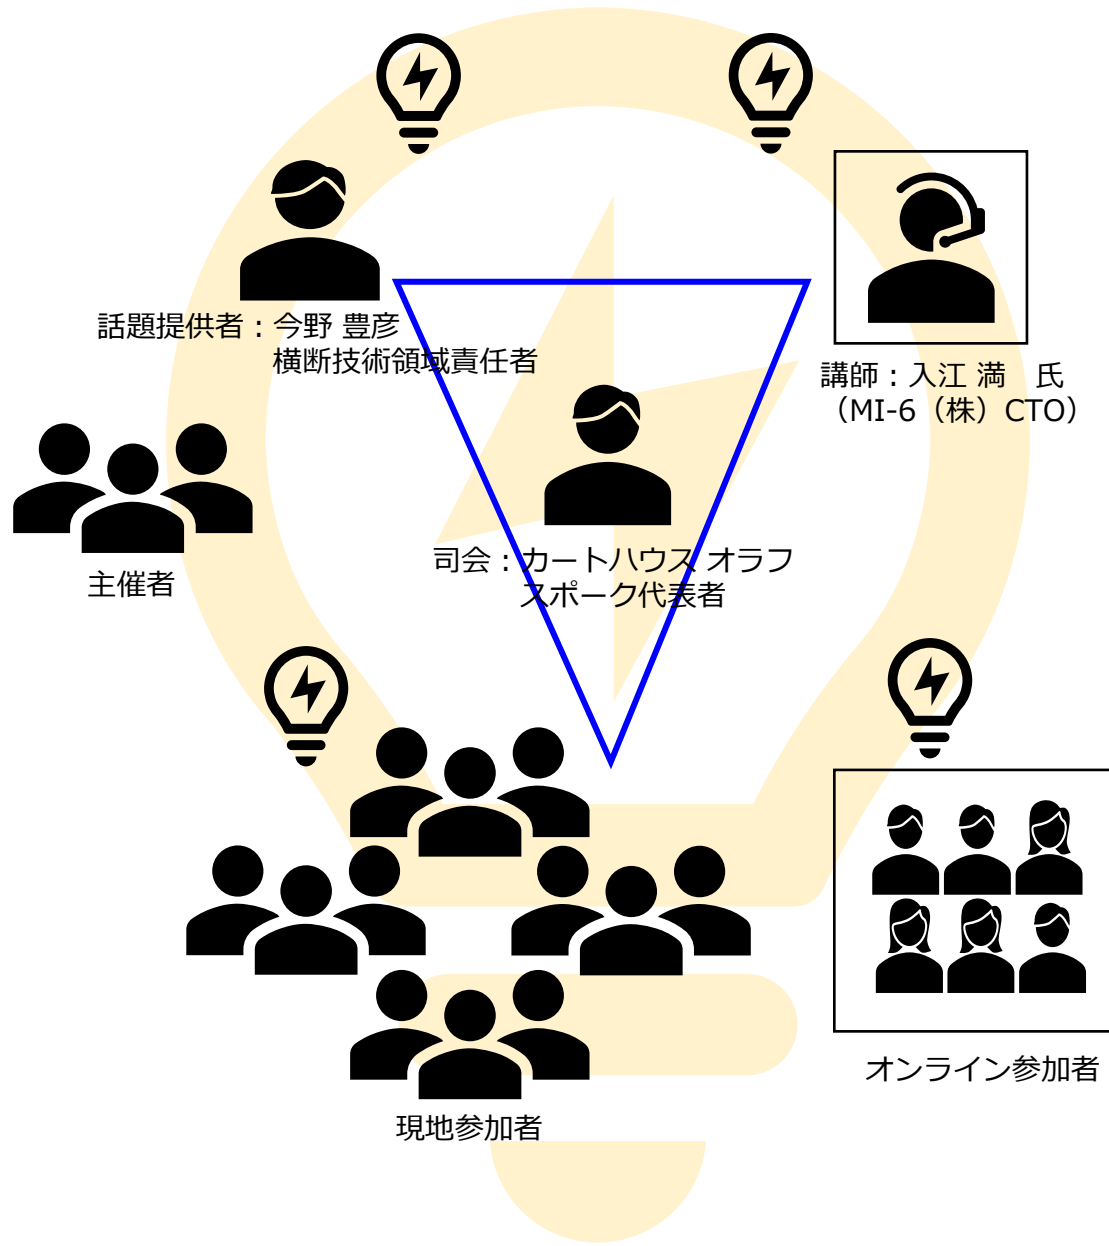 話題提供者：今野 豊彦
横断技術領域責任者
講師：入江 満　氏
（MI-6（株）CTO）
主催者
司会：カートハウス オラフ
スポーク代表者
オンライン参加者
現地参加者